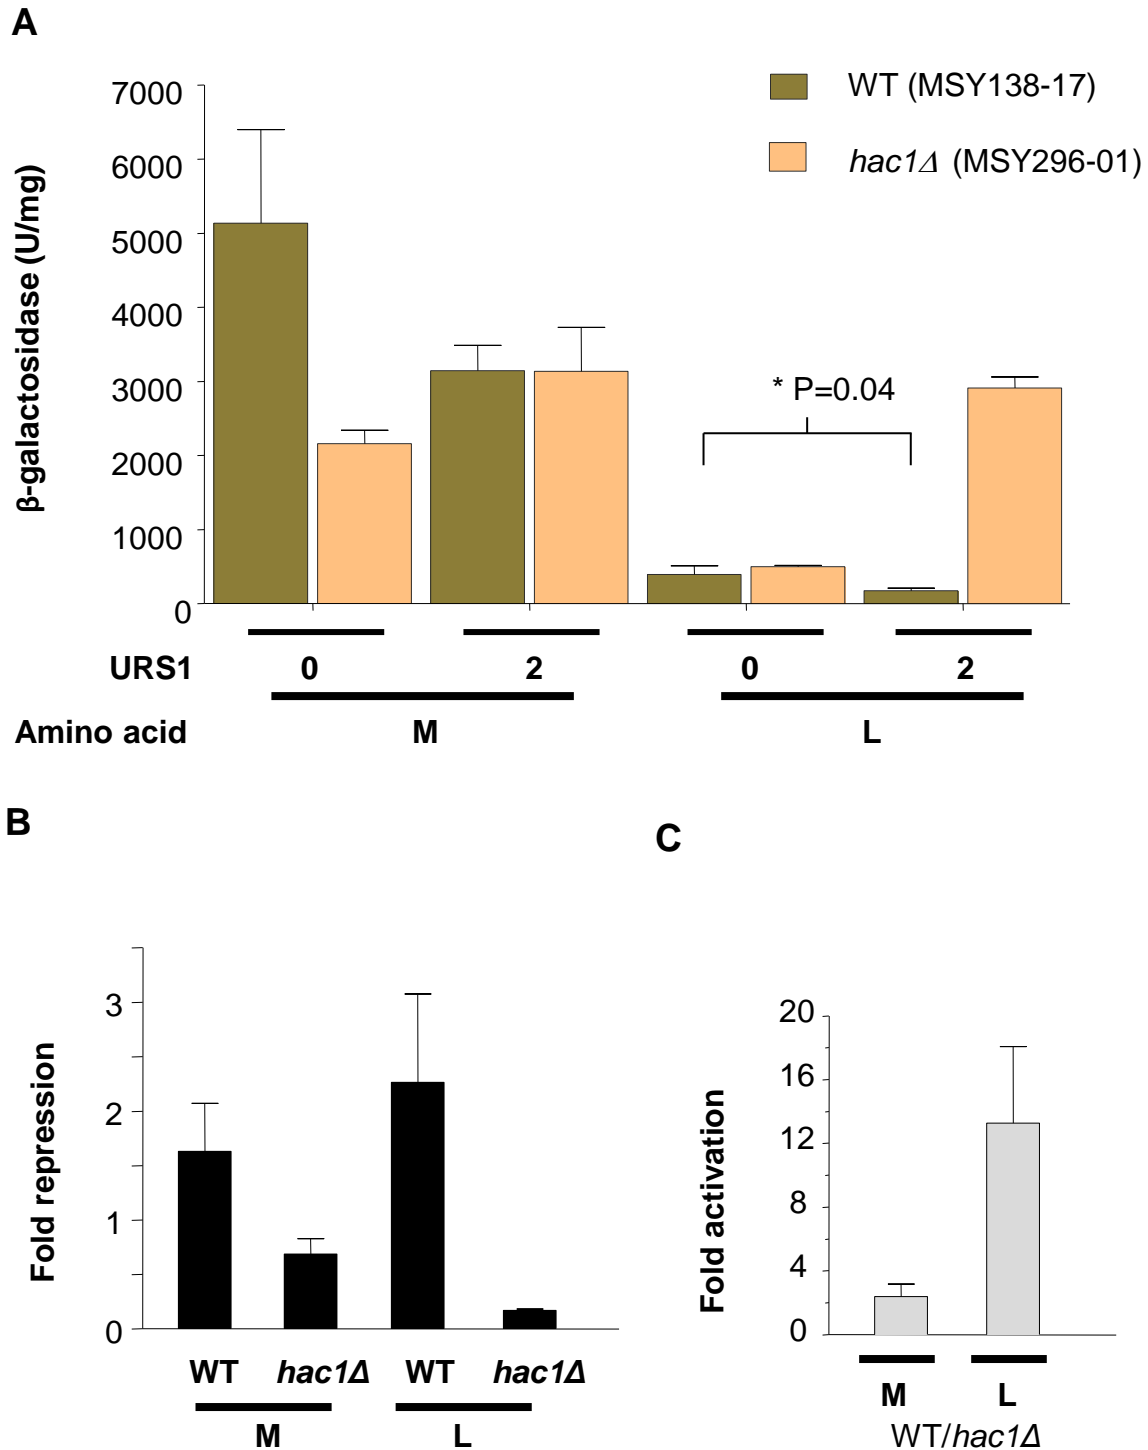 A
WT (MSY138-17)
hac1Δ (MSY296-01)
β-galactosidase (U/mg)
7000
6000
5000
4000
3000
2000
1000
0
* P=0.04
URS1 0 2 0 2
Amino acid M L
B
Fold repression
3
2
1
0
WT hac1Δ WT hac1Δ
M L
C
Fold activation
20
16
12
8
4
0
M L
WT/hac1Δ